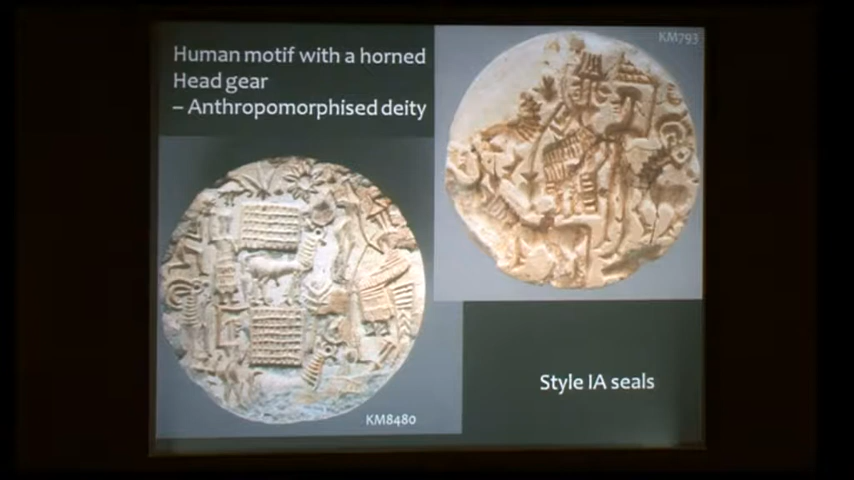 Human motif with a horned
Head gear
– Anthropomorphised deity
KM793
KM8480
Style IA seals